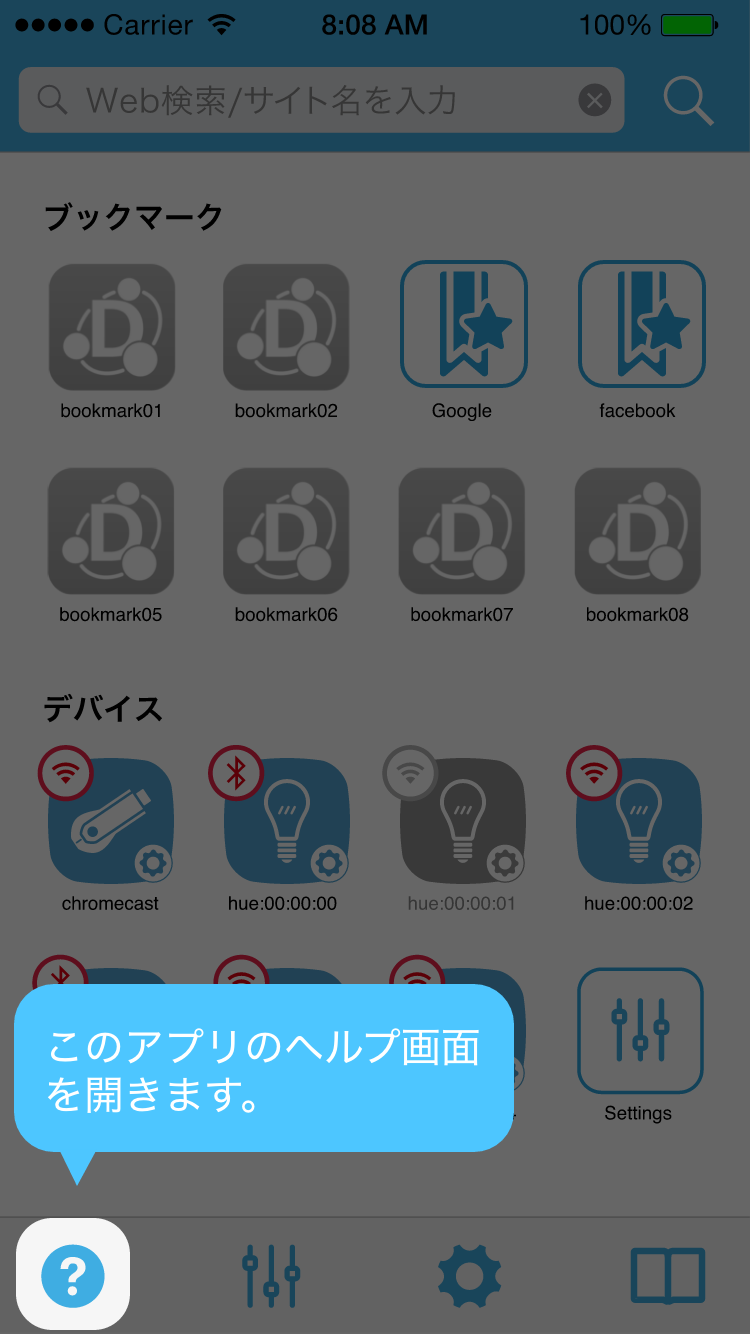 Carrier 8:08 AM 100%
Web検索/サイト名を入力
ブックマーク
D D
bookmark01 bookmark02 Google facebook
D D D D
bookmark05 bookmark06 bookmark07 bookmark08
デバイス
chromecast hue:00:00:00 hue:00:00:01 hue:00:00:02
このアプリのヘルプ画面
を開きます。
Settings
?